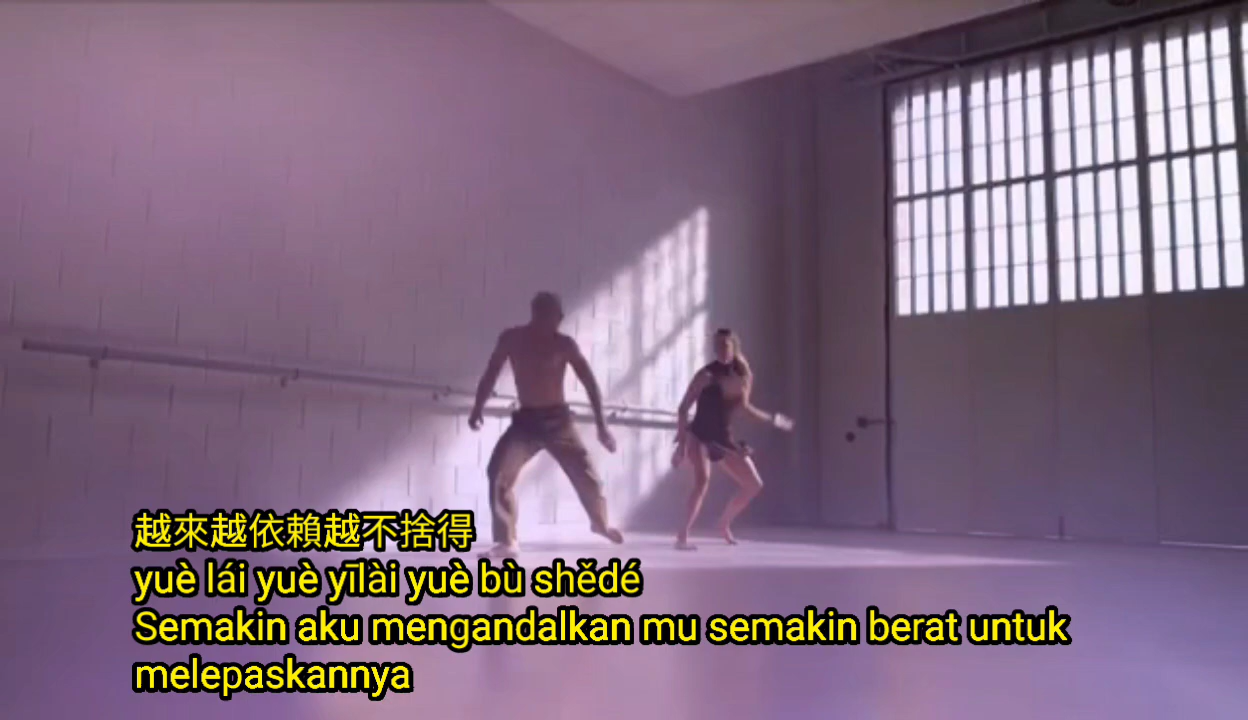 越來越依賴越不捨得
yuè lái yuè yīlài yuè bù shědé
Semakin aku mengandalkan mu semakin berat untuk
melepaskannya